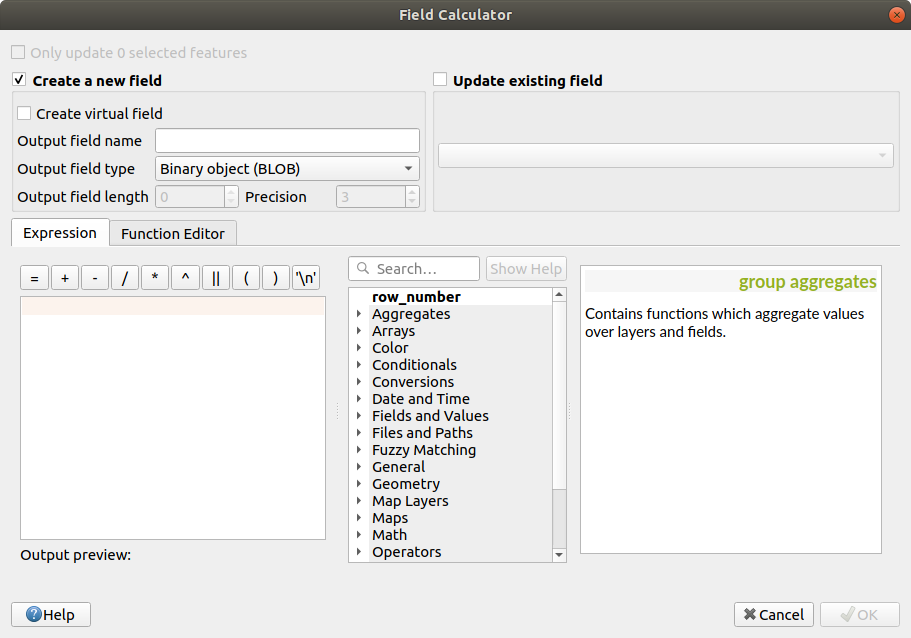 Field Calculator
Only update 0 selected features
Create a new field
Update existing field
Create virtual field
Output field name
Output field type Binary object (BLOB)
Output field length 0 Precision 3
Expression Function Editor
= + - / * ^ || ( ) '\n'
Search… Show Help
row_number
Aggregates
Arrays
Color
Conditionals
Conversions
Date and Time
Fields and Values
Files and Paths
Fuzzy Matching
General
Geometry
Map Layers
Maps
Math
Operators
group aggregates
Contains functions which aggregate values
over layers and fields.
Output preview:
Help Cancel OK